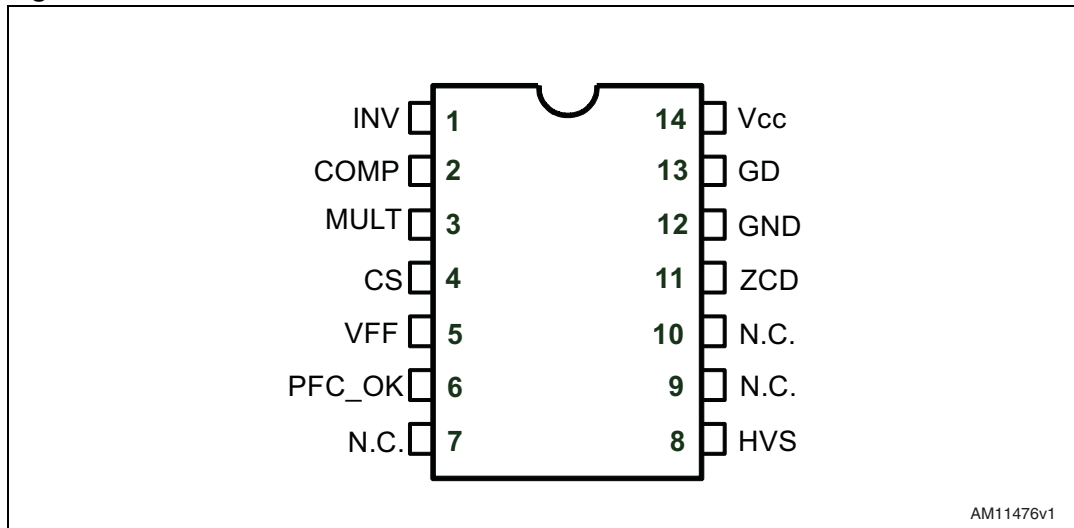 INV 1 14 Vcc
COMP 2 13 GD
MULT 3 12 GND
CS 4 11 ZCD
VFF 5 10 N.C.
PFC_OK 6 9 N.C.
N.C. 7 8 HVS
AM11476v1